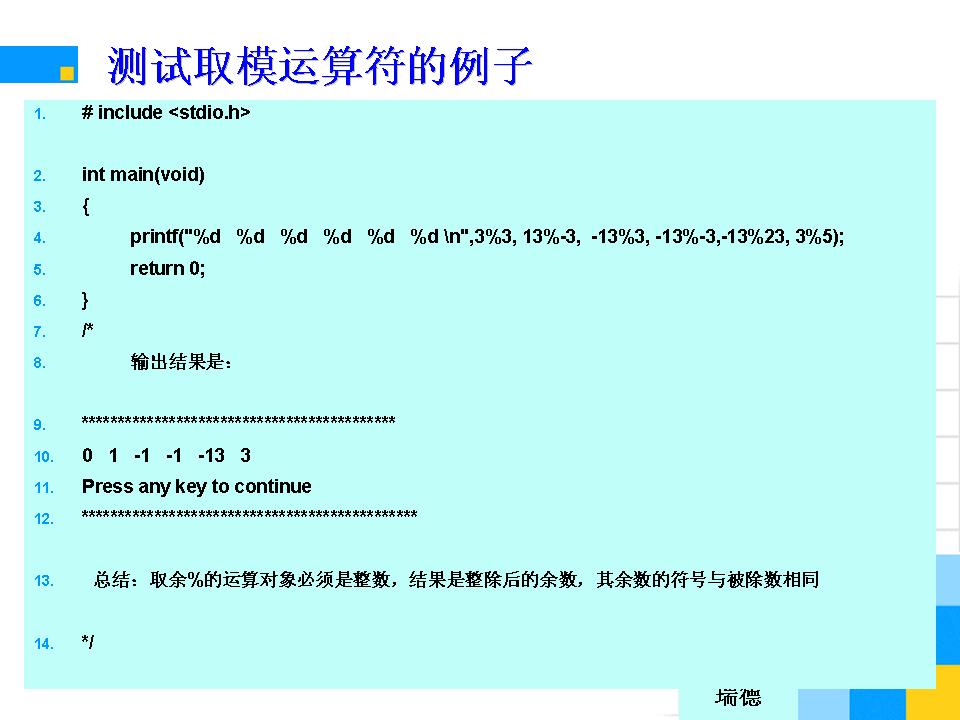 测试取模运算符的例子
1. # include <stdio.h>
2. int main(void)
3. {
4. printf("%d   %d   %d   %d   %d   %d \n",3%3, 13%-3,  -13%3, -13%-3,-13%23, 3%5);
5. return 0;
6. }
7. /*
8. 输出结果是：
9. ******************************************
10. 0   1   -1   -1   -13   3
11. Press any key to continue
12. *********************************************
13. 总结：取余%的运算对象必须是整数，结果是整除后的余数，其余数的符号与被除数相同
14. */
瑞德